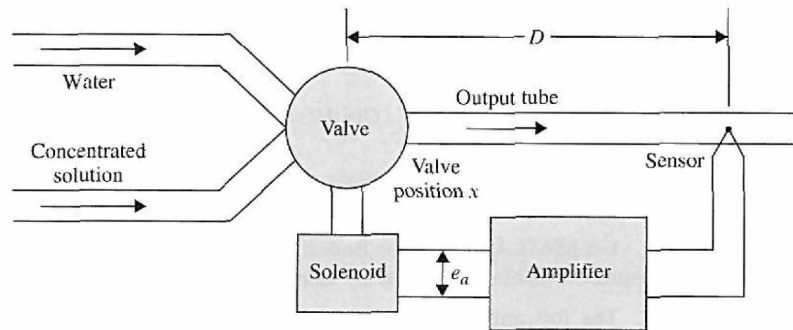 D
Water
Output tube
Valve
Concentrated
solution
Valve
position x
Sensor
Solenoid
e_a
Amplifier